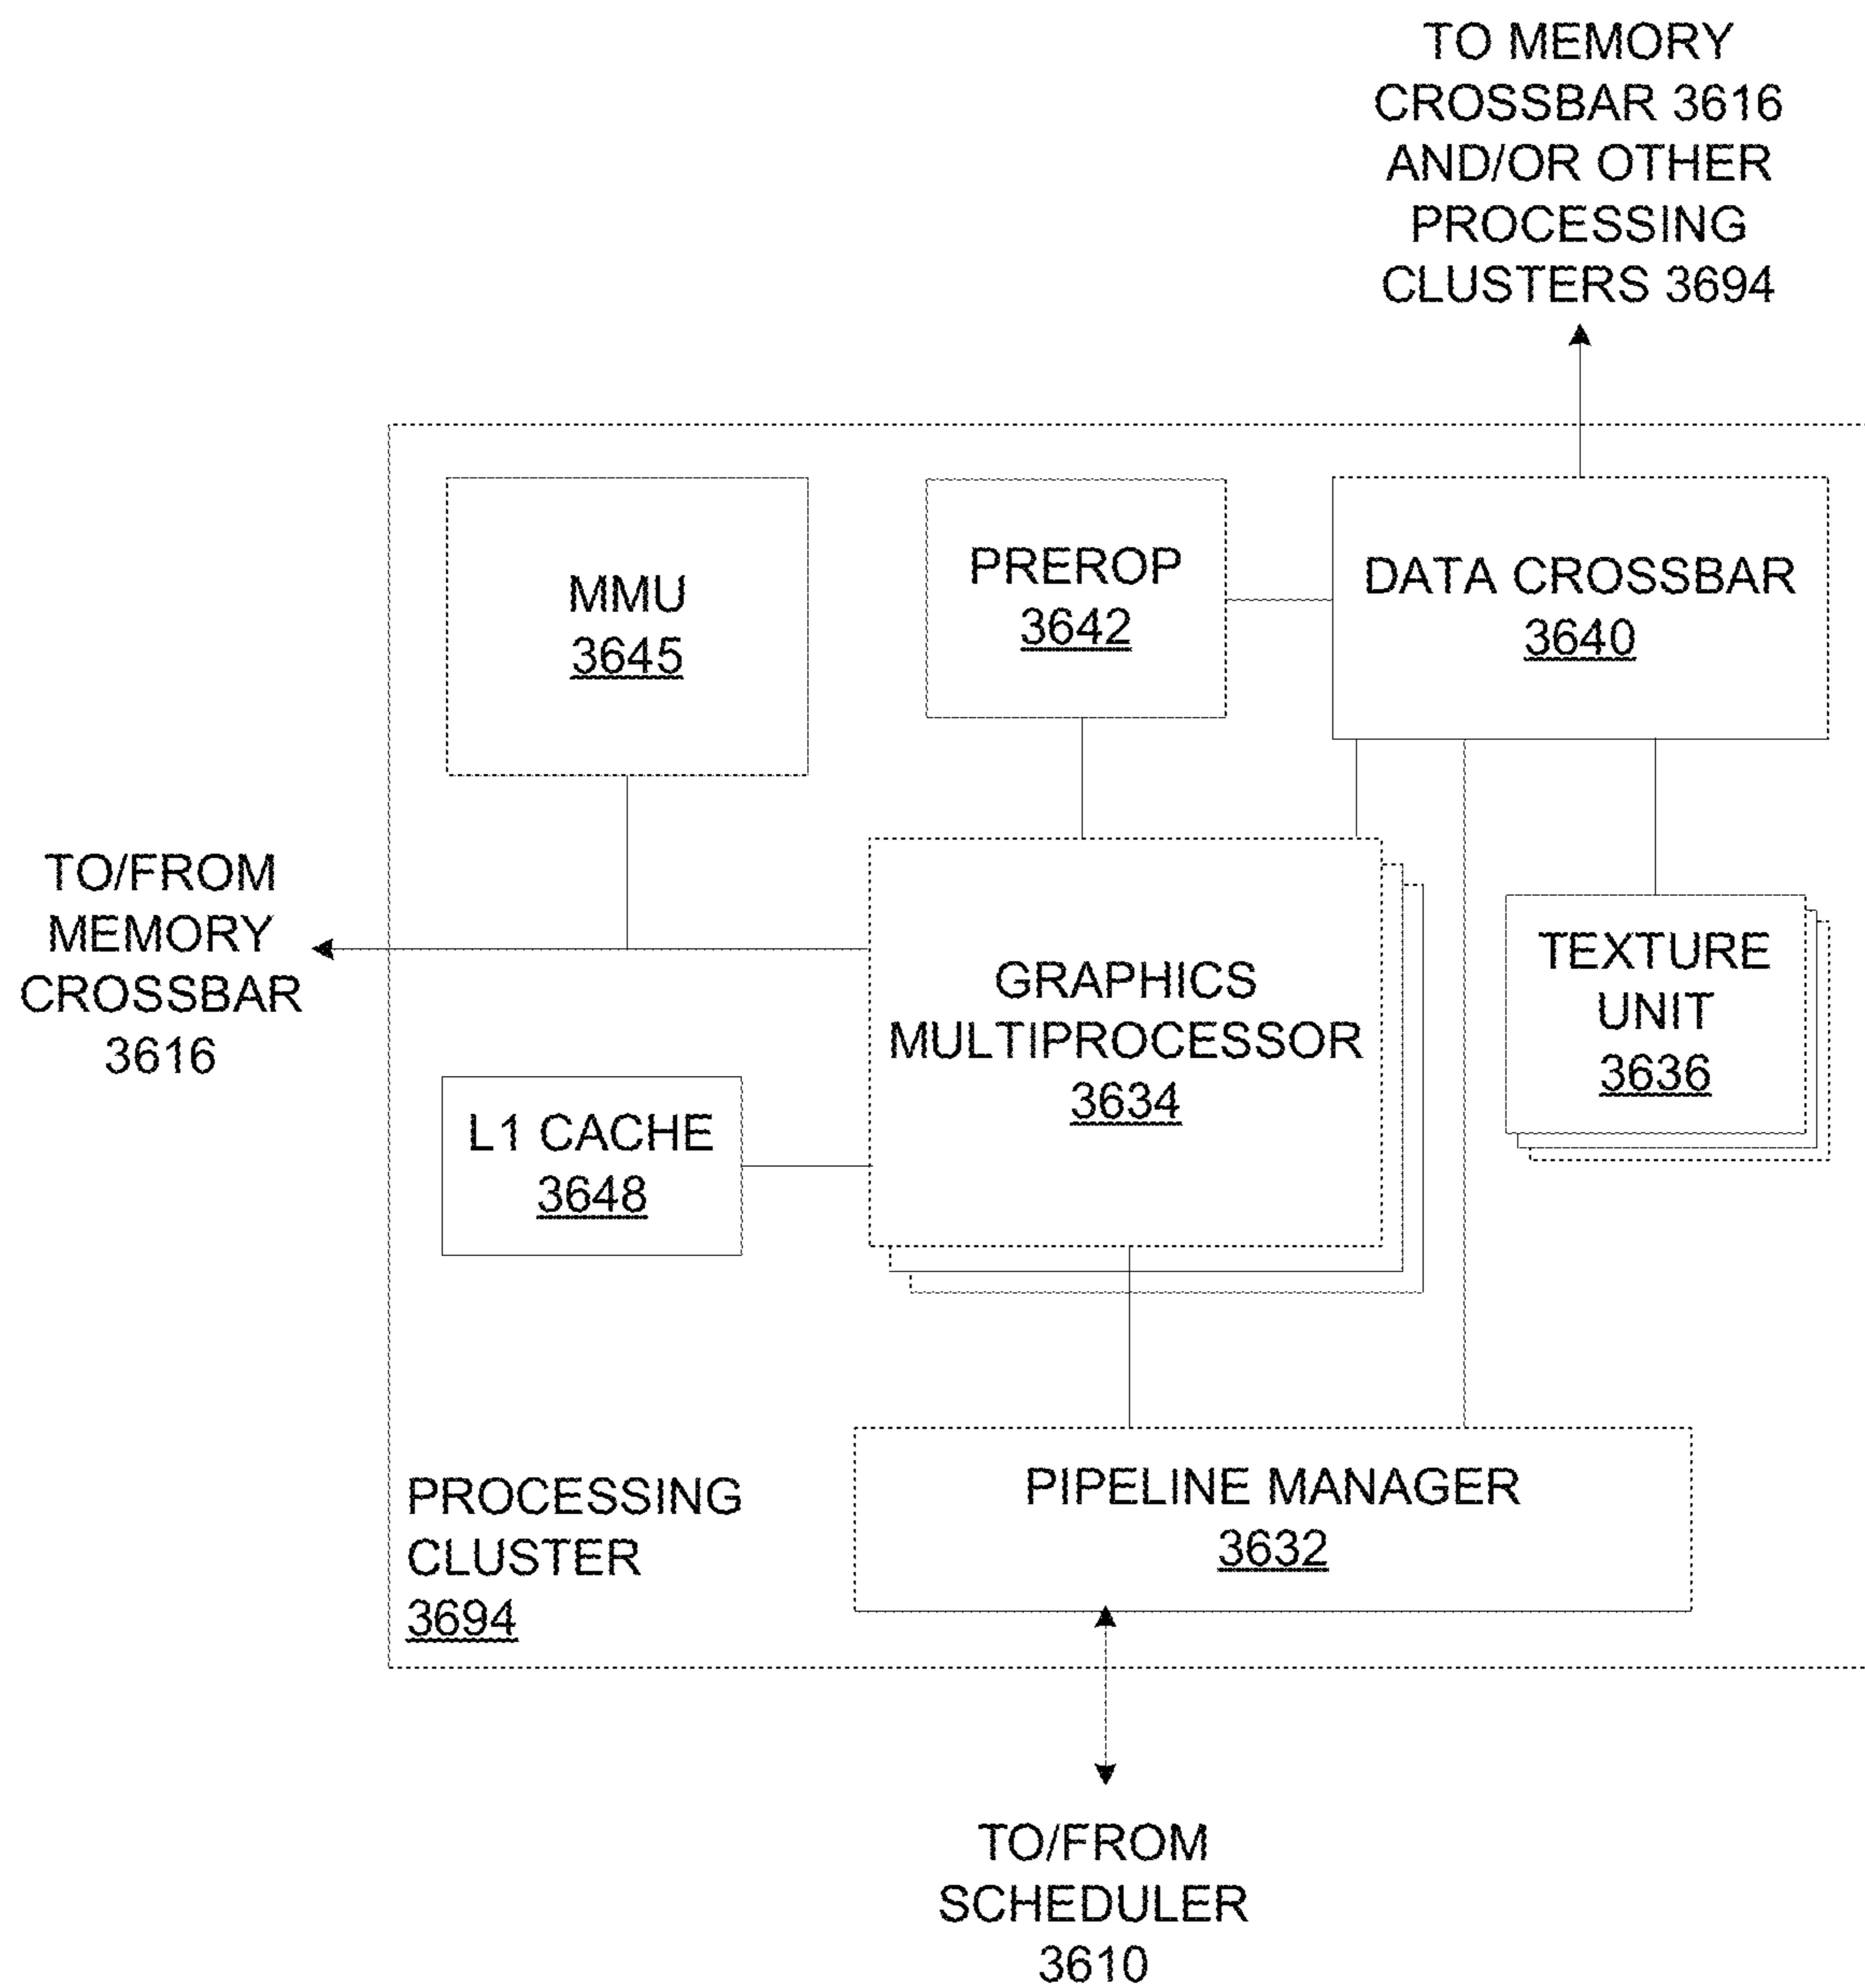 TO MEMORY
CROSSBAR 3616
AND/OR OTHER
PROCESSING
CLUSTERS 3694
MMU
3645
PREROP
3642
DATA CROSSBAR
3640
TO/FROM
MEMORY
CROSSBAR
3616
GRAPHICS
MULTIPROCESSOR
3634
TEXTURE
UNIT
3636
L1 CACHE
3648
PROCESSING
CLUSTER
3694
PIPELINE MANAGER
3632
TO/FROM
SCHEDULER
3610